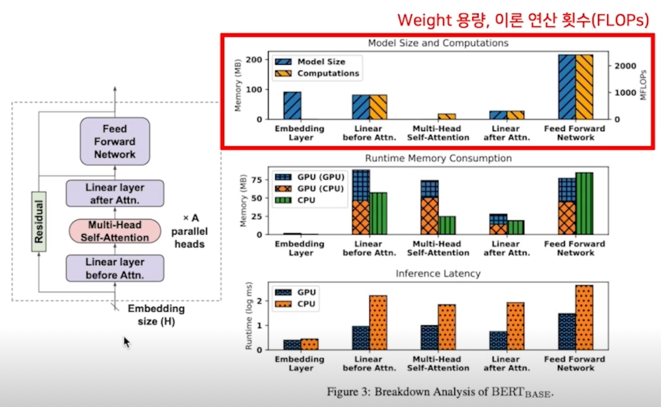 Weight 용량, 이론 연산 횟수(FLOPs)
Feed
Forward
Network
Linear layer
after Attn.
Multi-Head
Self-Attention
Linear layer
before Attn.
Residual
× A
parallel
heads
Embedding
size (H)
Model Size and Computations
Memory (MB)
200
100
0
Model Size
Computations
2000
1000
0
MFLOPs
Embedding
Layer
Linear
before Attn.
Multi-Head
Self-Attention
Linear
after Attn.
Feed Forward
Network
Runtime Memory Consumption
Memory (MB)
75
50
25
0
GPU (GPU)
GPU (CPU)
CPU
Embedding
Layer
Linear
before Attn.
Multi-Head
Self-Attention
Linear
after Attn.
Feed Forward
Network
Inference Latency
Runtime (log ms)
2
1
0
GPU
CPU
Embedding
Layer
Linear
before Attn.
Multi-Head
Self-Attention
Linear
after Attn.
Feed Forward
Network
Figure 3: Breakdown Analysis of BERTBASE.